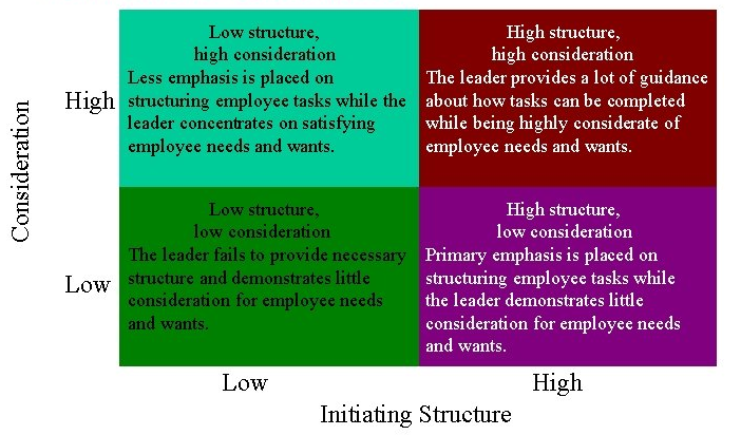 Consideration
High
Low
Low structure,
high consideration
Less emphasis is placed on
structuring employee tasks while the
leader concentrates on satisfying
employee needs and wants.
High structure,
high consideration
The leader provides a lot of guidance
about how tasks can be completed
while being highly considerate of
employee needs and wants.
Low structure,
low consideration
The leader fails to provide necessary
structure and demonstrates little
consideration for employee needs
and wants.
High structure,
low consideration
Primary emphasis is placed on
structuring employee tasks while
the leader demonstrates little
consideration for employee needs
and wants.
Low
High
Initiating Structure